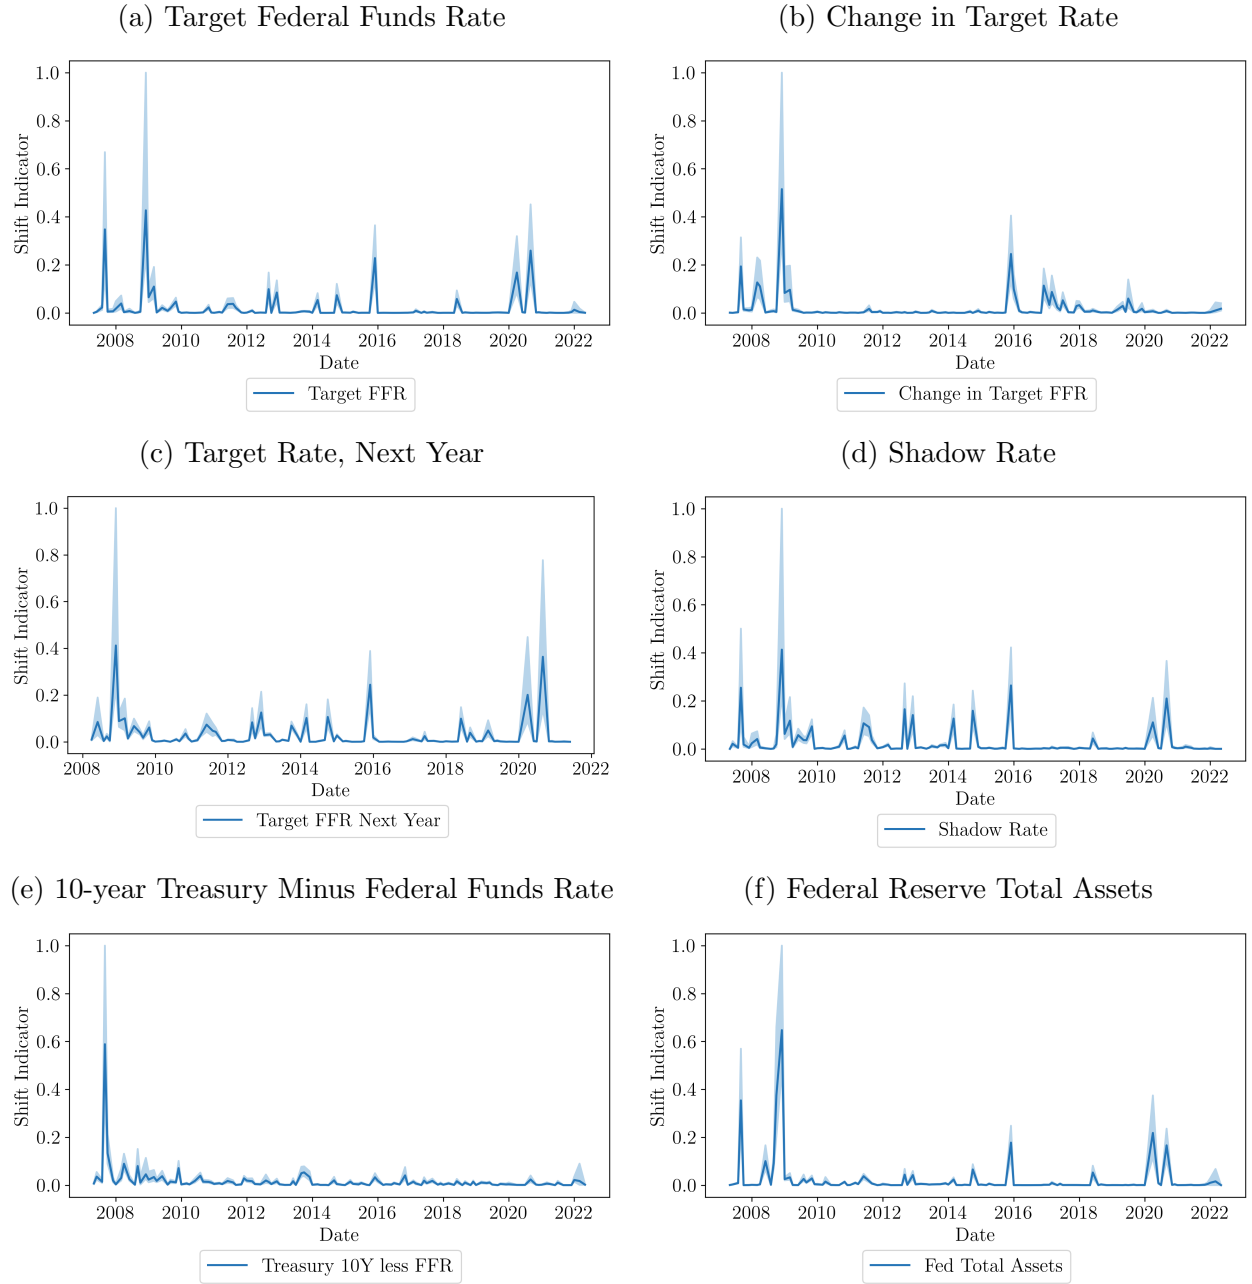 (a) Target Federal Funds Rate
1.0
0.8
0.6
0.4
0.2
0.0
Shift Indicator
2008 2010 2012 2014 2016 2018 2020 2022
Date
Target FFR
(b) Change in Target Rate
1.0
0.8
0.6
0.4
0.2
0.0
Shift Indicator
2008 2010 2012 2014 2016 2018 2020 2022
Date
Change in Target FFR
(c) Target Rate, Next Year
1.0
0.8
0.6
0.4
0.2
0.0
Shift Indicator
2008 2010 2012 2014 2016 2018 2020 2022
Date
Target FFR Next Year
(d) Shadow Rate
1.0
0.8
0.6
0.4
0.2
0.0
Shift Indicator
2008 2010 2012 2014 2016 2018 2020 2022
Date
Shadow Rate
(e) 10-year Treasury Minus Federal Funds Rate
1.0
0.8
0.6
0.4
0.2
0.0
Shift Indicator
2008 2010 2012 2014 2016 2018 2020 2022
Date
Treasury 10Y less FFR
(f) Federal Reserve Total Assets
1.0
0.8
0.6
0.4
0.2
0.0
Shift Indicator
2008 2010 2012 2014 2016 2018 2020 2022
Date
Fed Total Assets